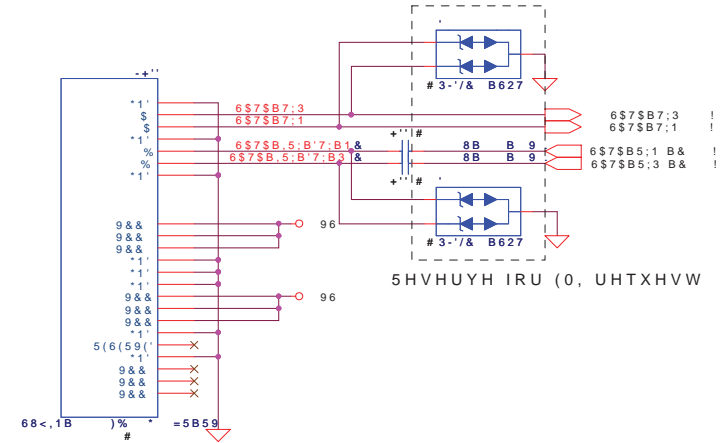 '
-+''
#3-'/& B627
*1'
$
$
*1'
%
%
*1'
6$7$B7;3
6$7$B7;1
6$7$B,5;B'7;B1&
6$7$B,5;B'7;B3 &
+'' #
+'' #
8B B 9
8B B 9
6$7$B7;3 !
6$7$B7;1 !
6$7$B5;1 B& !
6$7$B5;3 B& !
'
#3-'/& B627
5HVHUYH IRU (0, UHTXHVW
9&&
9&&
9&&
*1'
*1'
*1'
9&&
9&&
9&&
*1'
5(6(59('
*1'
9&&
9&&
9&&
96
96
68<,1B )% * =5B59
#